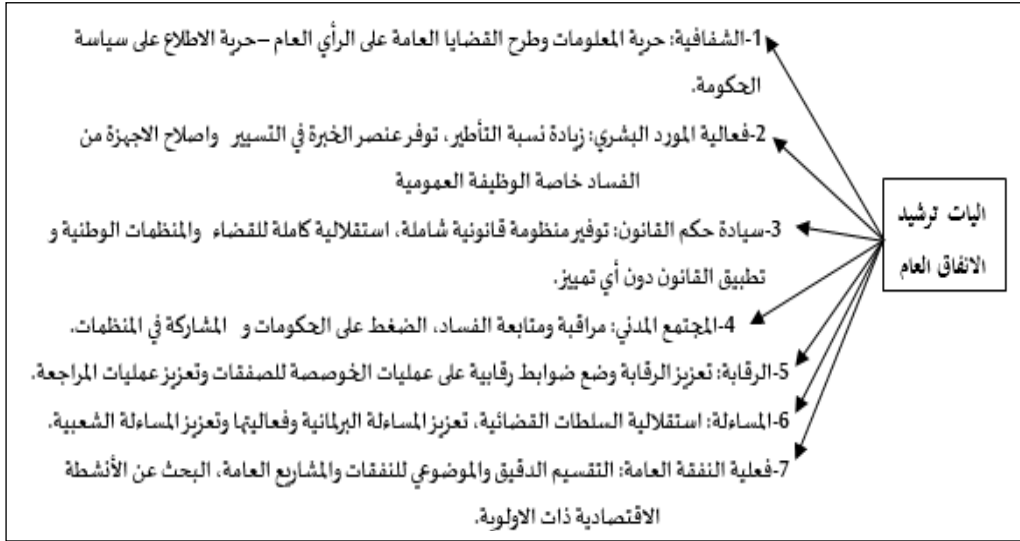 1-الشفافية: حرية المعلومات وطرح القضايا العامة على الرأي العام –حرية الاطلاع على سياسة
الحكومة.
2-فعالية المورد البشري: زيادة نسبة التأطير، توفر عنصر الخبرة في التسيير واصلاح الاجهزة من
الفساد خاصة الوظيفة العمومية
3-سيادة حكم القانون: توفير منظومة قانونية شاملة، استقلالية كاملة للقضاء والمنظمات الوطنية و
تطبيق القانون دون أي تمييز.
4-المجتمع المدني: مراقبة ومتابعة الفساد، الضغط على الحكومات و المشاركة في المنظمات.
5-الرقابة: تعزيز الرقابة وضع ضوابط رقابية على عمليات الخوصصة للصفقات وتعزيز عمليات المراجعة.
6-المساءلة: استقلالية السلطات القضائية، تعزيز المساءلة البرلمانية وفعاليتها وتعزيز المساءلة الشعبية.
7-فعلية النفقة العامة: التقسيم الدقيق والموضوعي للنفقات والمشاريع العامة، البحث عن الأنشطة
الاقتصادية ذات الاولوية.
اليات ترشيد
الانفاق العام